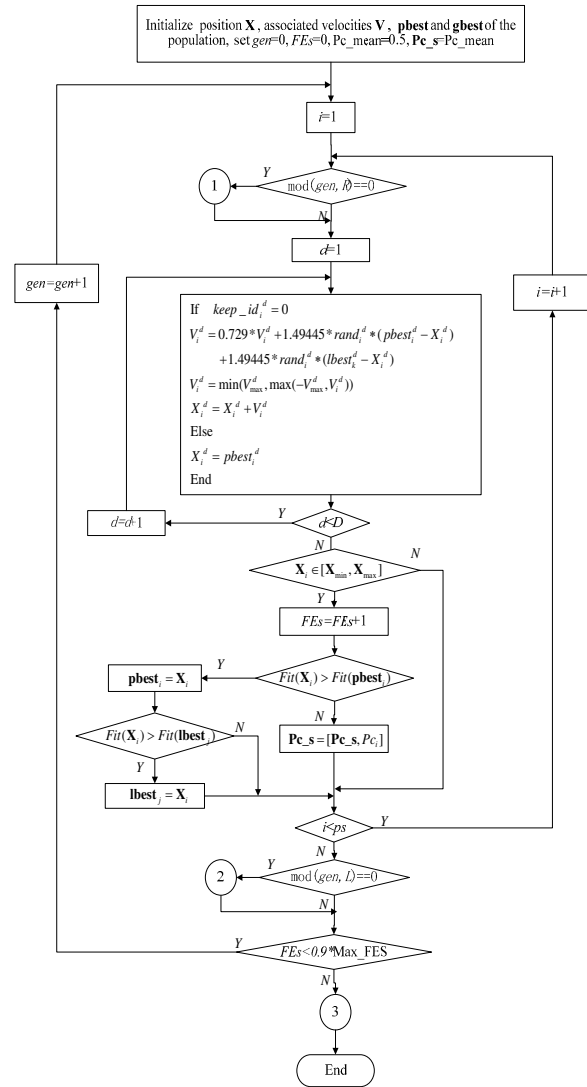 Initialize position X, associated velocities V, pbest and gbest of the
population, set gen=0, FEs=0, Pc_mean=0.5, Pc_s=Pc_mean
i=1
Y
1
mod(gen, R)==0
N
d=1
gen=gen+1
i=i+1
If keep_id_i^d = 0
V_i^d = 0.729*V_i^d +1.49445*rand_i^d *(pbest_i^d − X_i^d)
+1.49445*rand_i^d *(lbest_k^d − X_i^d)
V_i^d = min(V_max^d, max(−V_max^d, V_i^d))
X_i^d = X_i^d + V_i^d
Else
X_i^d = pbest_i^d
End
Y
d=d+1
d<D
N
N
X_i ∈[X_min, X_max]
Y
FEs=FEs+1
Y
pbest_i = X_i
Fit(X_i) > Fit(pbest_i)
N
Fit(X_i) > Fit(lbest_j)
N
Pc_s =[Pc_s, Pc_i]
Y
lbest_j = X_i
i<ps
Y
N
Y
2
mod(gen, L)==0
N
Y
FEs<0.9*Max_FES
N
3
End